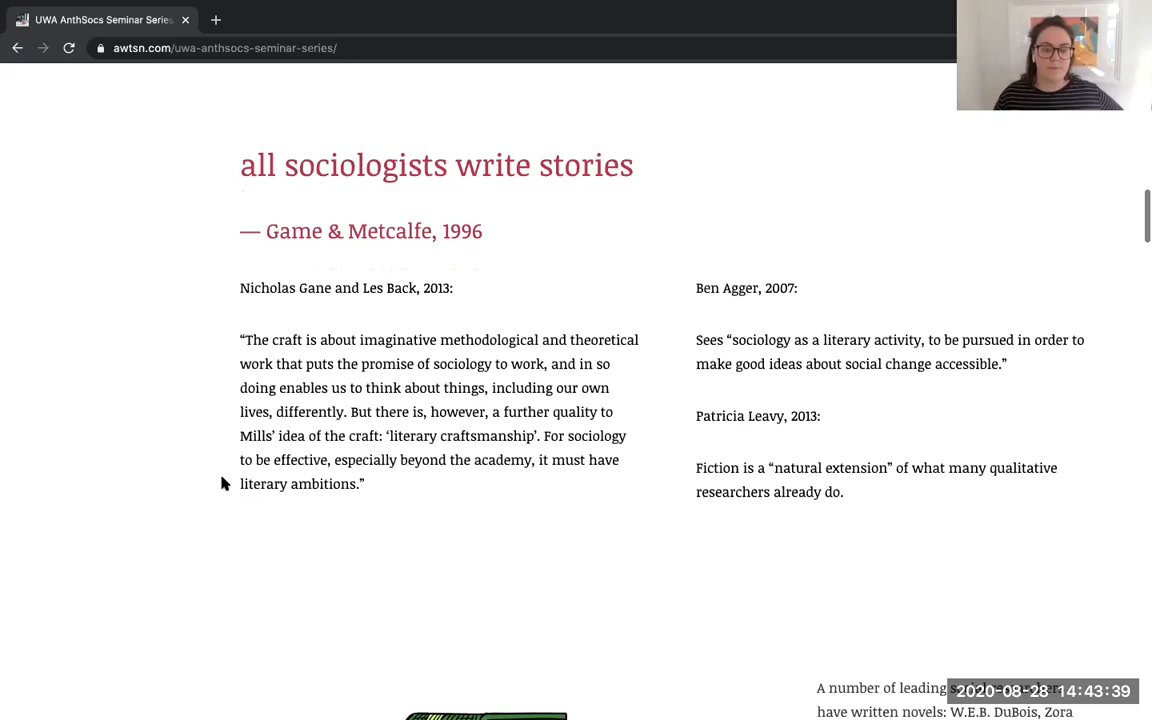 UWA AnthSocs Seminar Series
awtsn.com/uwa-anthsocs-seminar-series/
all sociologists write stories
— Game & Metcalfe, 1996
Nicholas Gane and Les Back, 2013:
“The craft is about imaginative methodological and theoretical
work that puts the promise of sociology to work, and in so
doing enables us to think about things, including our own
lives, differently. But there is, however, a further quality to
Mills’ idea of the craft: ‘literary craftsmanship’. For sociology
to be effective, especially beyond the academy, it must have
literary ambitions.”
Ben Agger, 2007:
Sees “sociology as a literary activity, to be pursued in order to
make good ideas about social change accessible.”
Patricia Leavy, 2013:
Fiction is a “natural extension” of what many qualitative
researchers already do.
A number of leading
have written novels: W.E.B. DuBois, Zora
2020-08-28 14:43:39